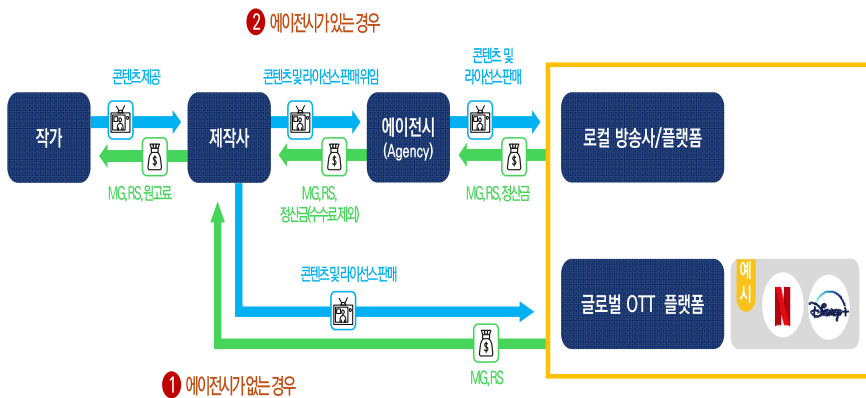 2 에이전시가 있는 경우
콘텐츠 제공
콘텐츠 및 라이선스 판매 위임
콘텐츠 및
라이선스 판매
작가
제작사
에이전시
(Agency)
로컬 방송사/플랫폼
MG, RS, 원고료
MG, RS,
정산금(수수료 제외)
MG, RS, 정산금
콘텐츠 및 라이선스 판매
글로벌 OTT 플랫폼
예
시
N
Disney+
MG, RS
1 에이전시가 없는 경우